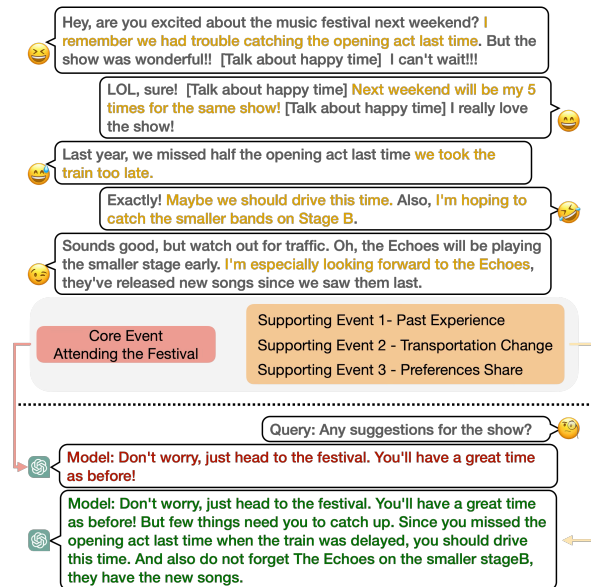 Hey, are you excited about the music festival next weekend? I
remember we had trouble catching the opening act last time. But the
show was wonderful!!  [Talk about happy time]  I can't wait!!!
LOL, sure!  [Talk about happy time] Next weekend will be my 5
times for the same show! [Talk about happy time] I really love
the show!
Last year, we missed half the opening act last time we took the
train too late.
Exactly! Maybe we should drive this time. Also, I'm hoping to
catch the smaller bands on Stage B.
Sounds good, but watch out for traffic. Oh, the Echoes will be playing
the smaller stage early. I'm especially looking forward to the Echoes,
they've released new songs since we saw them last.
Core Event
Attending the Festival
Supporting Event 1- Past Experience
Supporting Event 2 - Transportation Change
Supporting Event 3 - Preferences Share
Query: Any suggestions for the show?
Model: Don't worry, just head to the festival. You'll have a great time
as before!
Model: Don't worry, just head to the festival. You'll have a great time
as before! But few things need you to catch up. Since you missed the
opening act last time when the train was delayed, you should drive
this time. And also do not forget The Echoes on the smaller stageB,
they have the new songs.